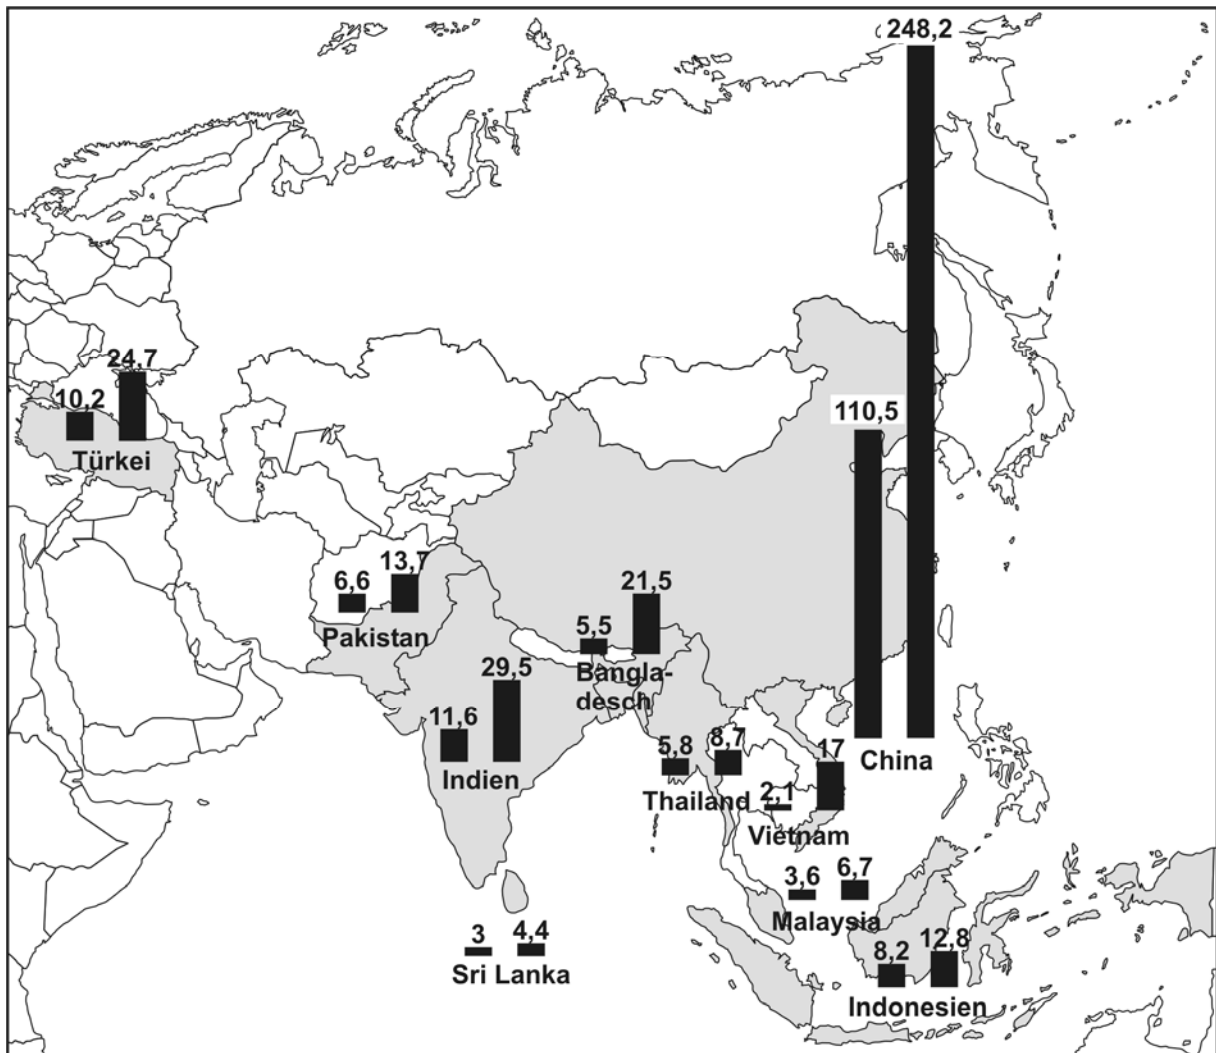 248,2
24,7
10,2
110,5
Türkei
13,7
6,6
21,5
5,5
Pakistan
Bangla-
desch
29,5
11,6
Indien
8,7
5,8
17
China
2,1
Thailand
Vietnam
6,7
3,6
Malaysia
4,4
3
12,8
8,2
Sri Lanka
Indonesien